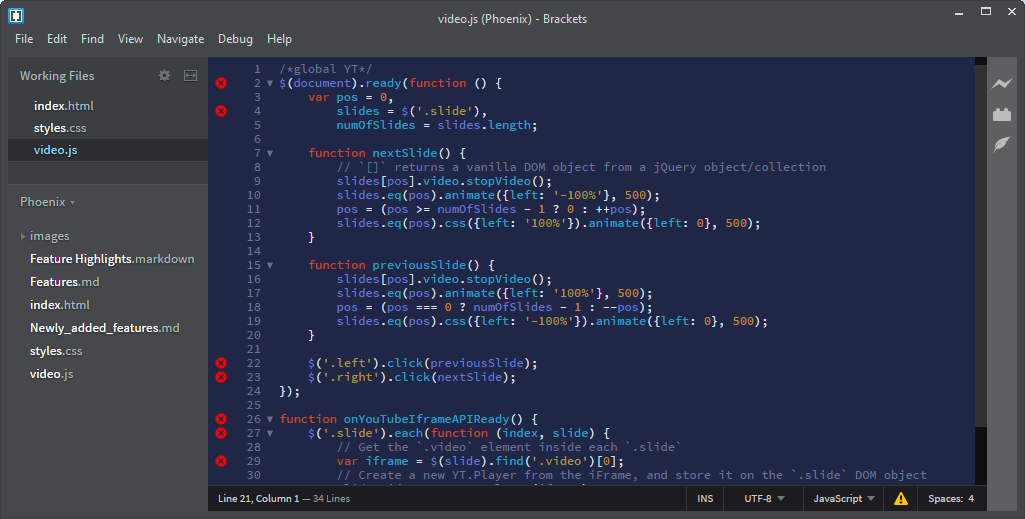 video.js (Phoenix) - Brackets
File Edit Find View Navigate Debug Help
Working Files
index.html
styles.css
video.js
Phoenix
images
Feature Highlights.markdown
Features.md
index.html
Newly_added_features.md
styles.css
video.js
1 /*global YT*/
2 $(document).ready(function () {
3     var pos = 0,
4         slides = $('.slide'),
5         numOfSlides = slides.length;
6
7     function nextSlide() {
8         // `[]` returns a vanilla DOM object from a jQuery object/collection
9         slides[pos].video.stopVideo();
10         slides.eq(pos).animate({left: '-100%'}, 500);
11         pos = (pos >= numOfSlides - 1 ? 0 : ++pos);
12         slides.eq(pos).css({left: '100%'}).animate({left: 0}, 500);
13     }
14
15     function previousSlide() {
16         slides[pos].video.stopVideo();
17         slides.eq(pos).animate({left: '100%'}, 500);
18         pos = (pos === 0 ? numOfSlides - 1 : --pos);
19         slides.eq(pos).css({left: '-100%'}).animate({left: 0}, 500);
20     }
21
22     $('.left').click(previousSlide);
23     $('.right').click(nextSlide);
24 });
25
26 function onYouTubeIframeAPIReady() {
27     $('.slide').each(function (index, slide) {
28         // Get the `.video` element inside each `.slide`
29         var iframe = $(slide).find('.video')[0];
30         // Create a new YT.Player from the iFrame, and store it on the `.slide` DOM object
Line 21, Column 1 — 34 Lines INS UTF-8 JavaScript Spaces: 4